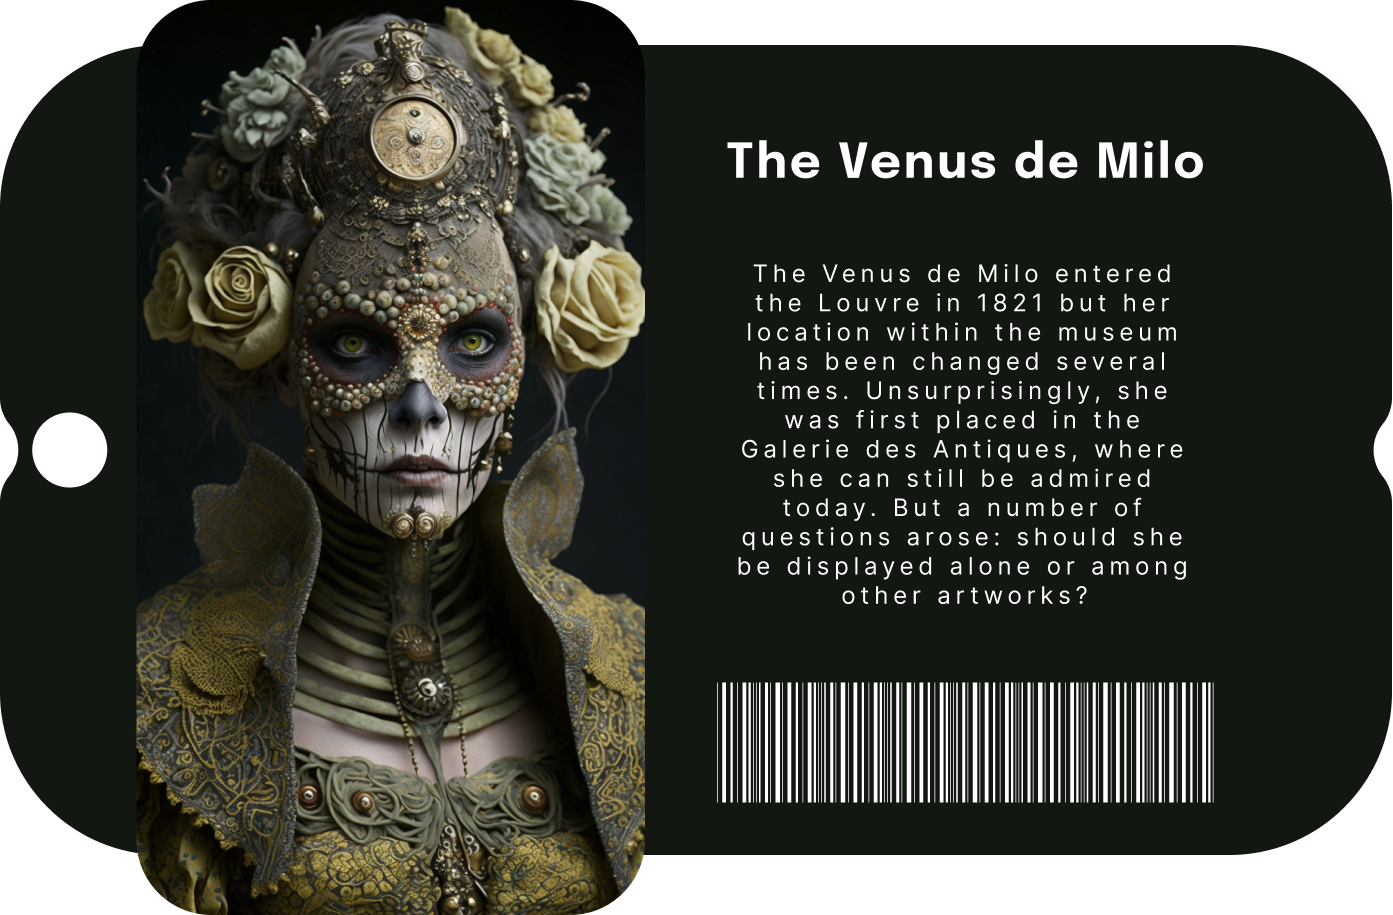 The Venus de Milo
The Venus de Milo entered
the Louvre in 1821 but her
location within the museum
has been changed several
times. Unsurprisingly, she
was first placed in the
Galerie des Antiques, where
she can still be admired
today. But a number of
questions arose: should she
be displayed alone or among
other artworks?